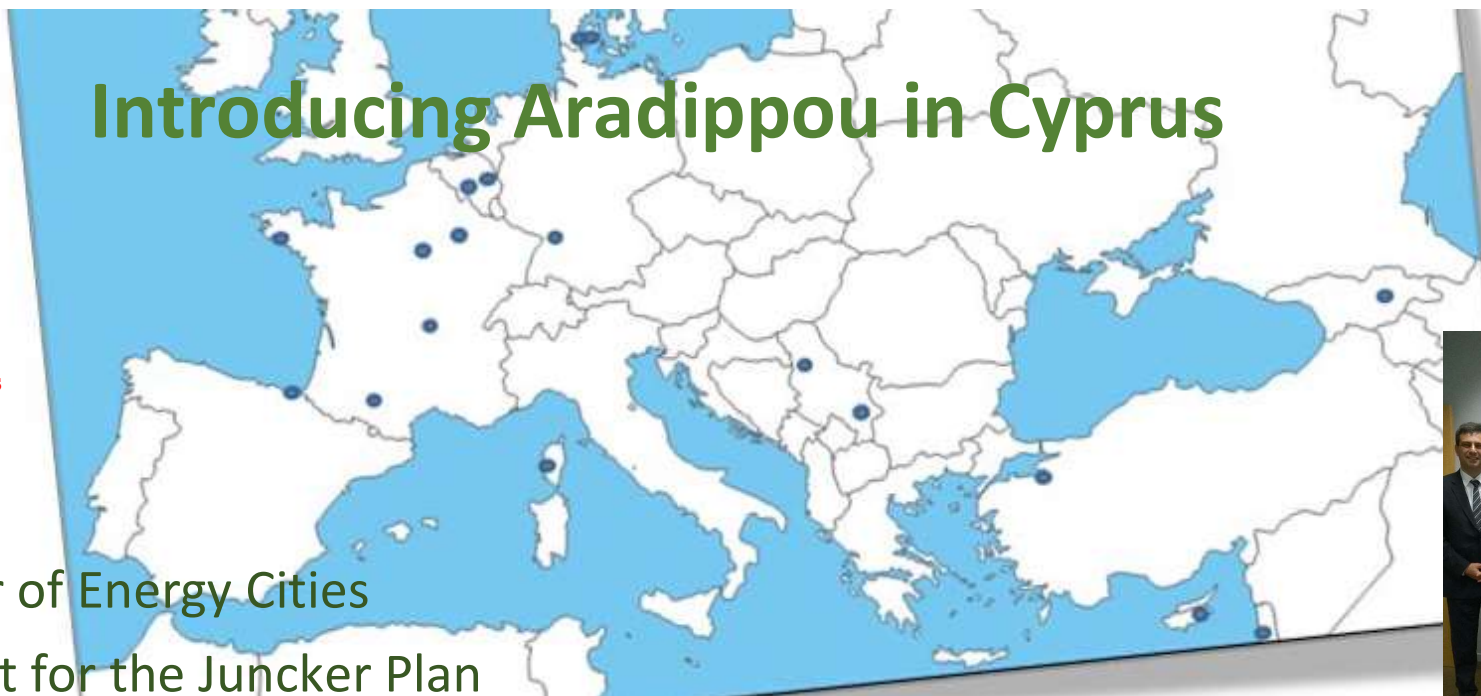 Introducing Aradippou in Cyprus
of Energy Cities
for the Juncker Plan